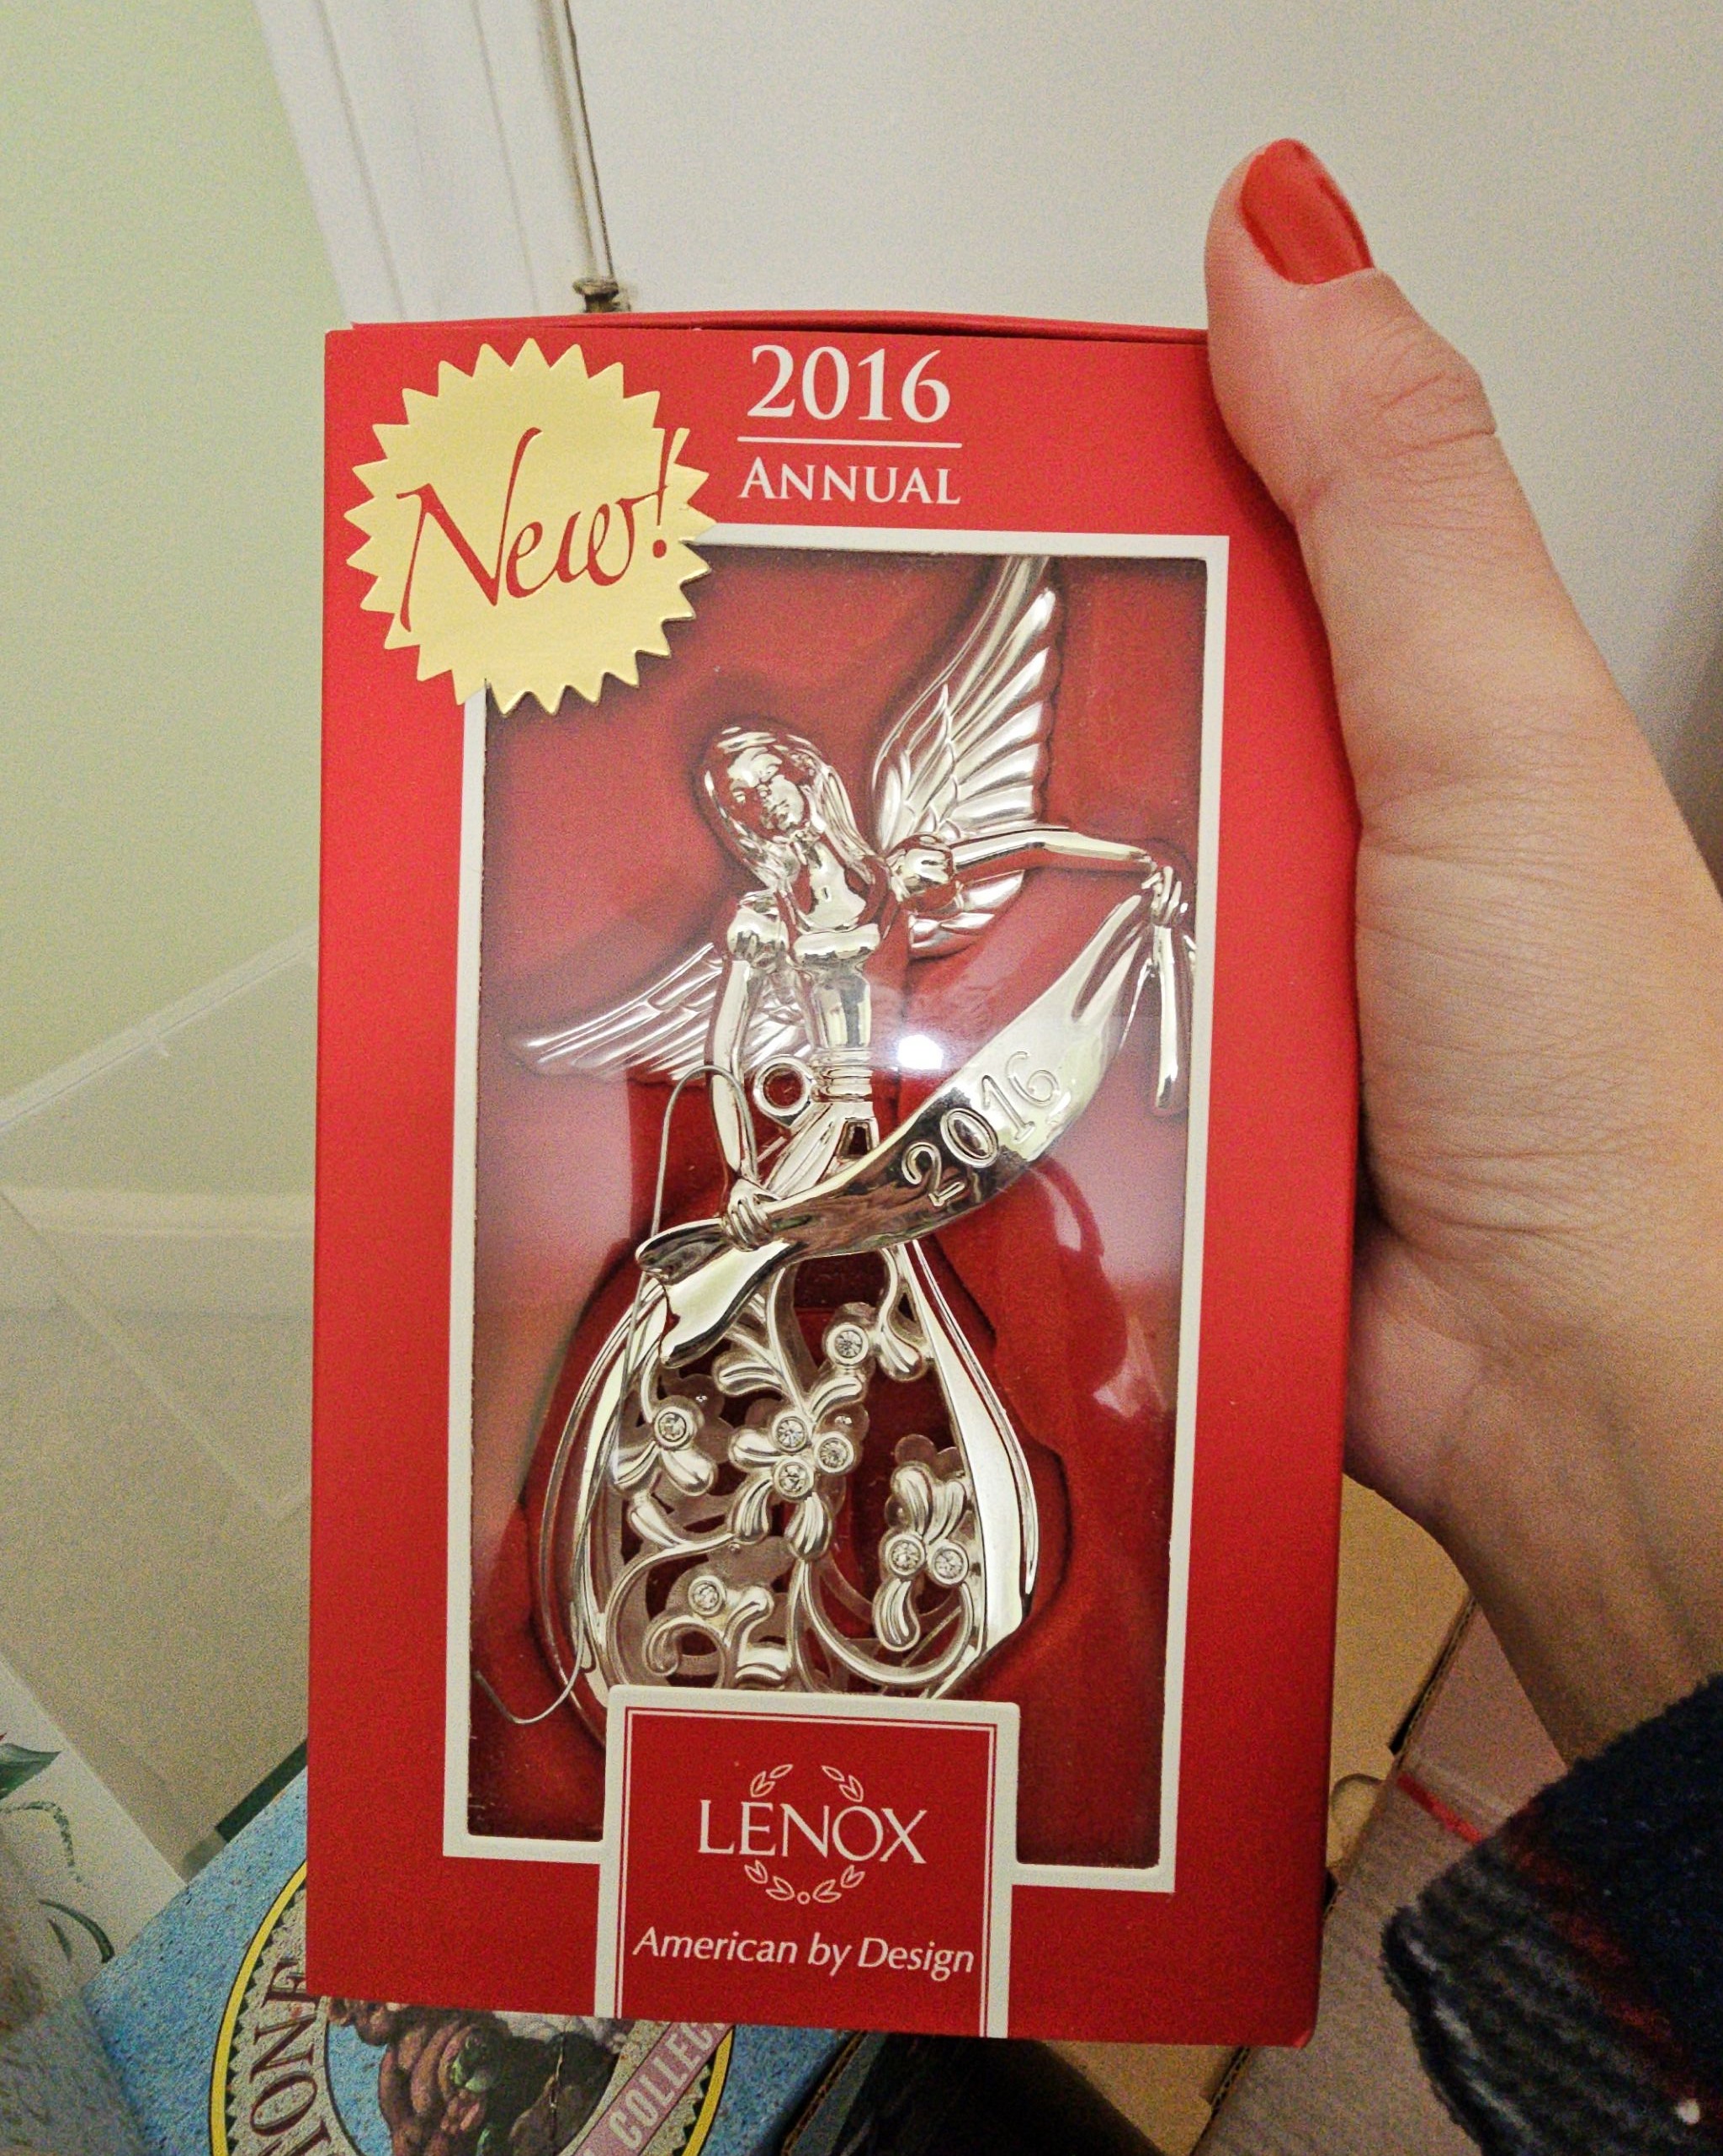 2016
ANNUAL
New!
2016
LENOX
American by Design